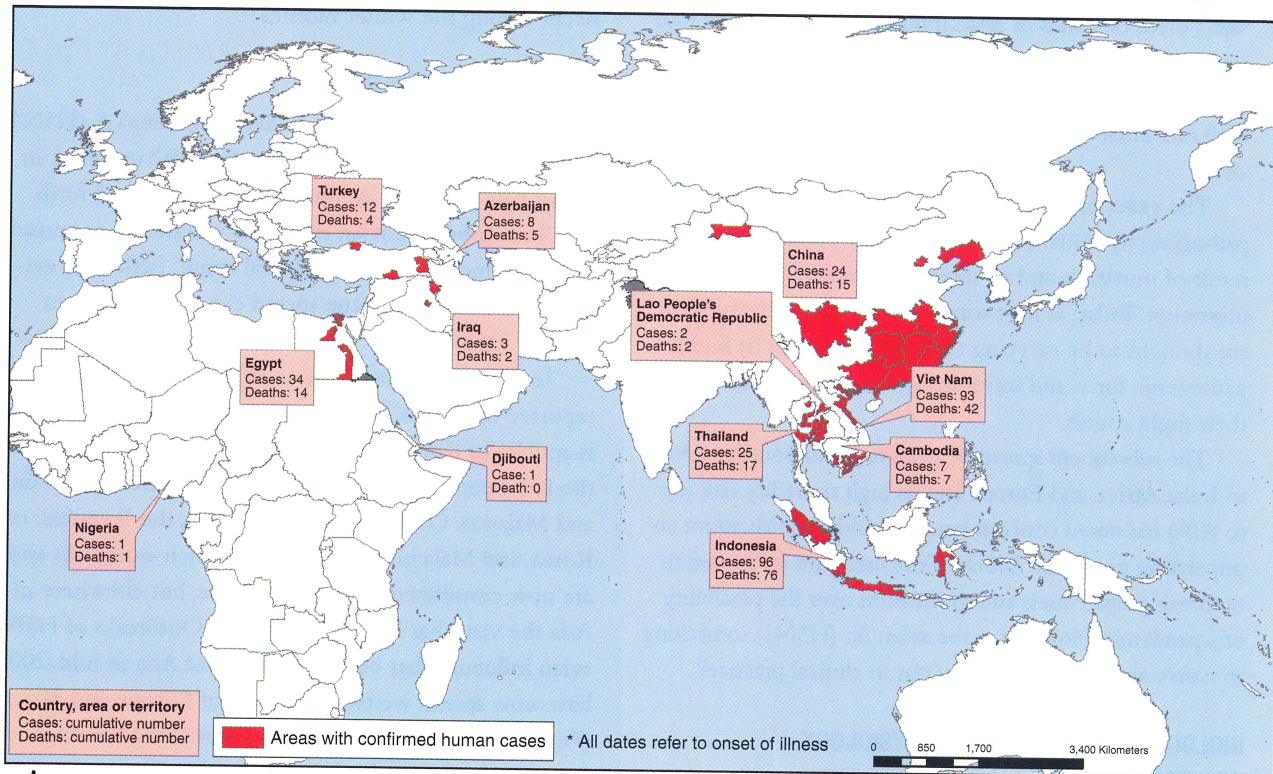 Turkey
Cases: 12
Deaths: 4
Azerbaijan
Cases: 8
Deaths: 5
China
Cases: 24
Deaths: 15
Lao People's
Democratic Republic
Cases: 2
Deaths: 2
Iraq
Cases: 3
Deaths: 2
Egypt
Cases: 34
Deaths: 14
Viet Nam
Cases: 93
Deaths: 42
Thailand
Cases: 25
Deaths: 17
Cambodia
Cases: 7
Deaths: 7
Djibouti
Case: 1
Death: 0
Nigeria
Cases: 1
Deaths: 1
Indonesia
Cases: 96
Deaths: 76
Country, area or territory
Cases: cumulative number
Deaths: cumulative number
Areas with confirmed human cases
* All dates refer to onset of illness
0 850 1,700 3,400 Kilometers